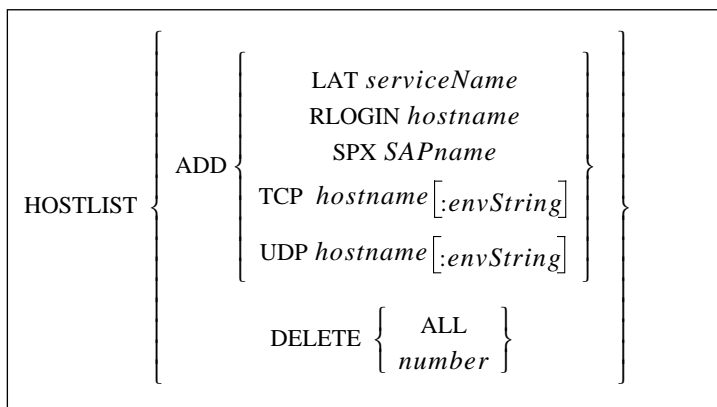 LAT serviceName
RLOGIN hostname
SPX SAPname
ADD
TCP hostname[:envString]
HOSTLIST
UDP hostname[:envString]
DELETE { ALL
number }